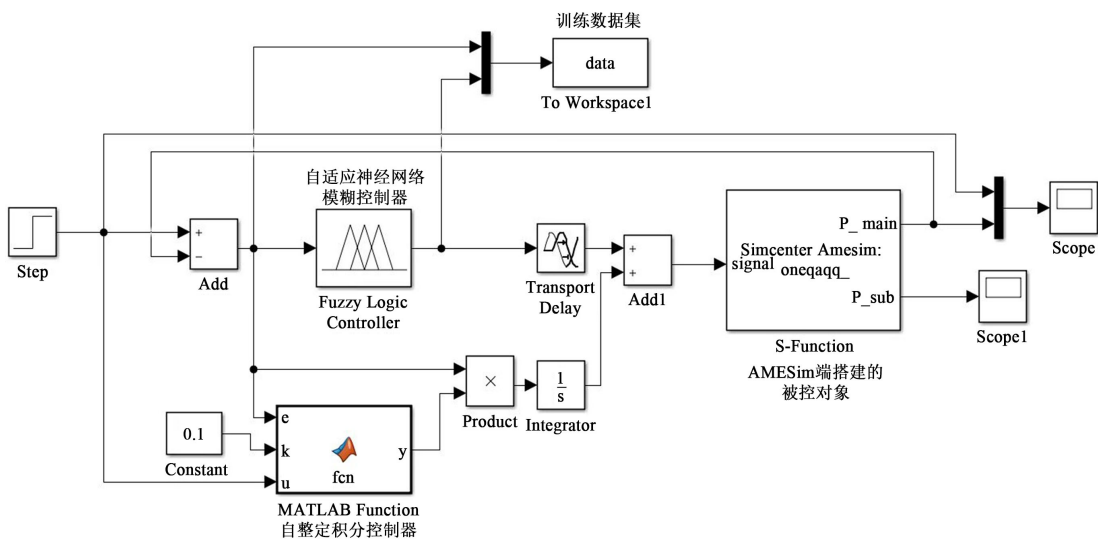 训练数据集
data
To Workspace1
自适应神经网络
模糊控制器
Step
+
−
Add
Fuzzy Logic
Controller
Transport
Delay
+
+
Add1
signal
Simcenter Amesim:
oneqaqq_
P_ main
P_sub
S-Function
AMESim端搭建的
被控对象
Scope
Scope1
×
Product
1
s
Integrator
0.1
Constant
e
k
u
fcn
y
MATLAB Function
自整定积分控制器